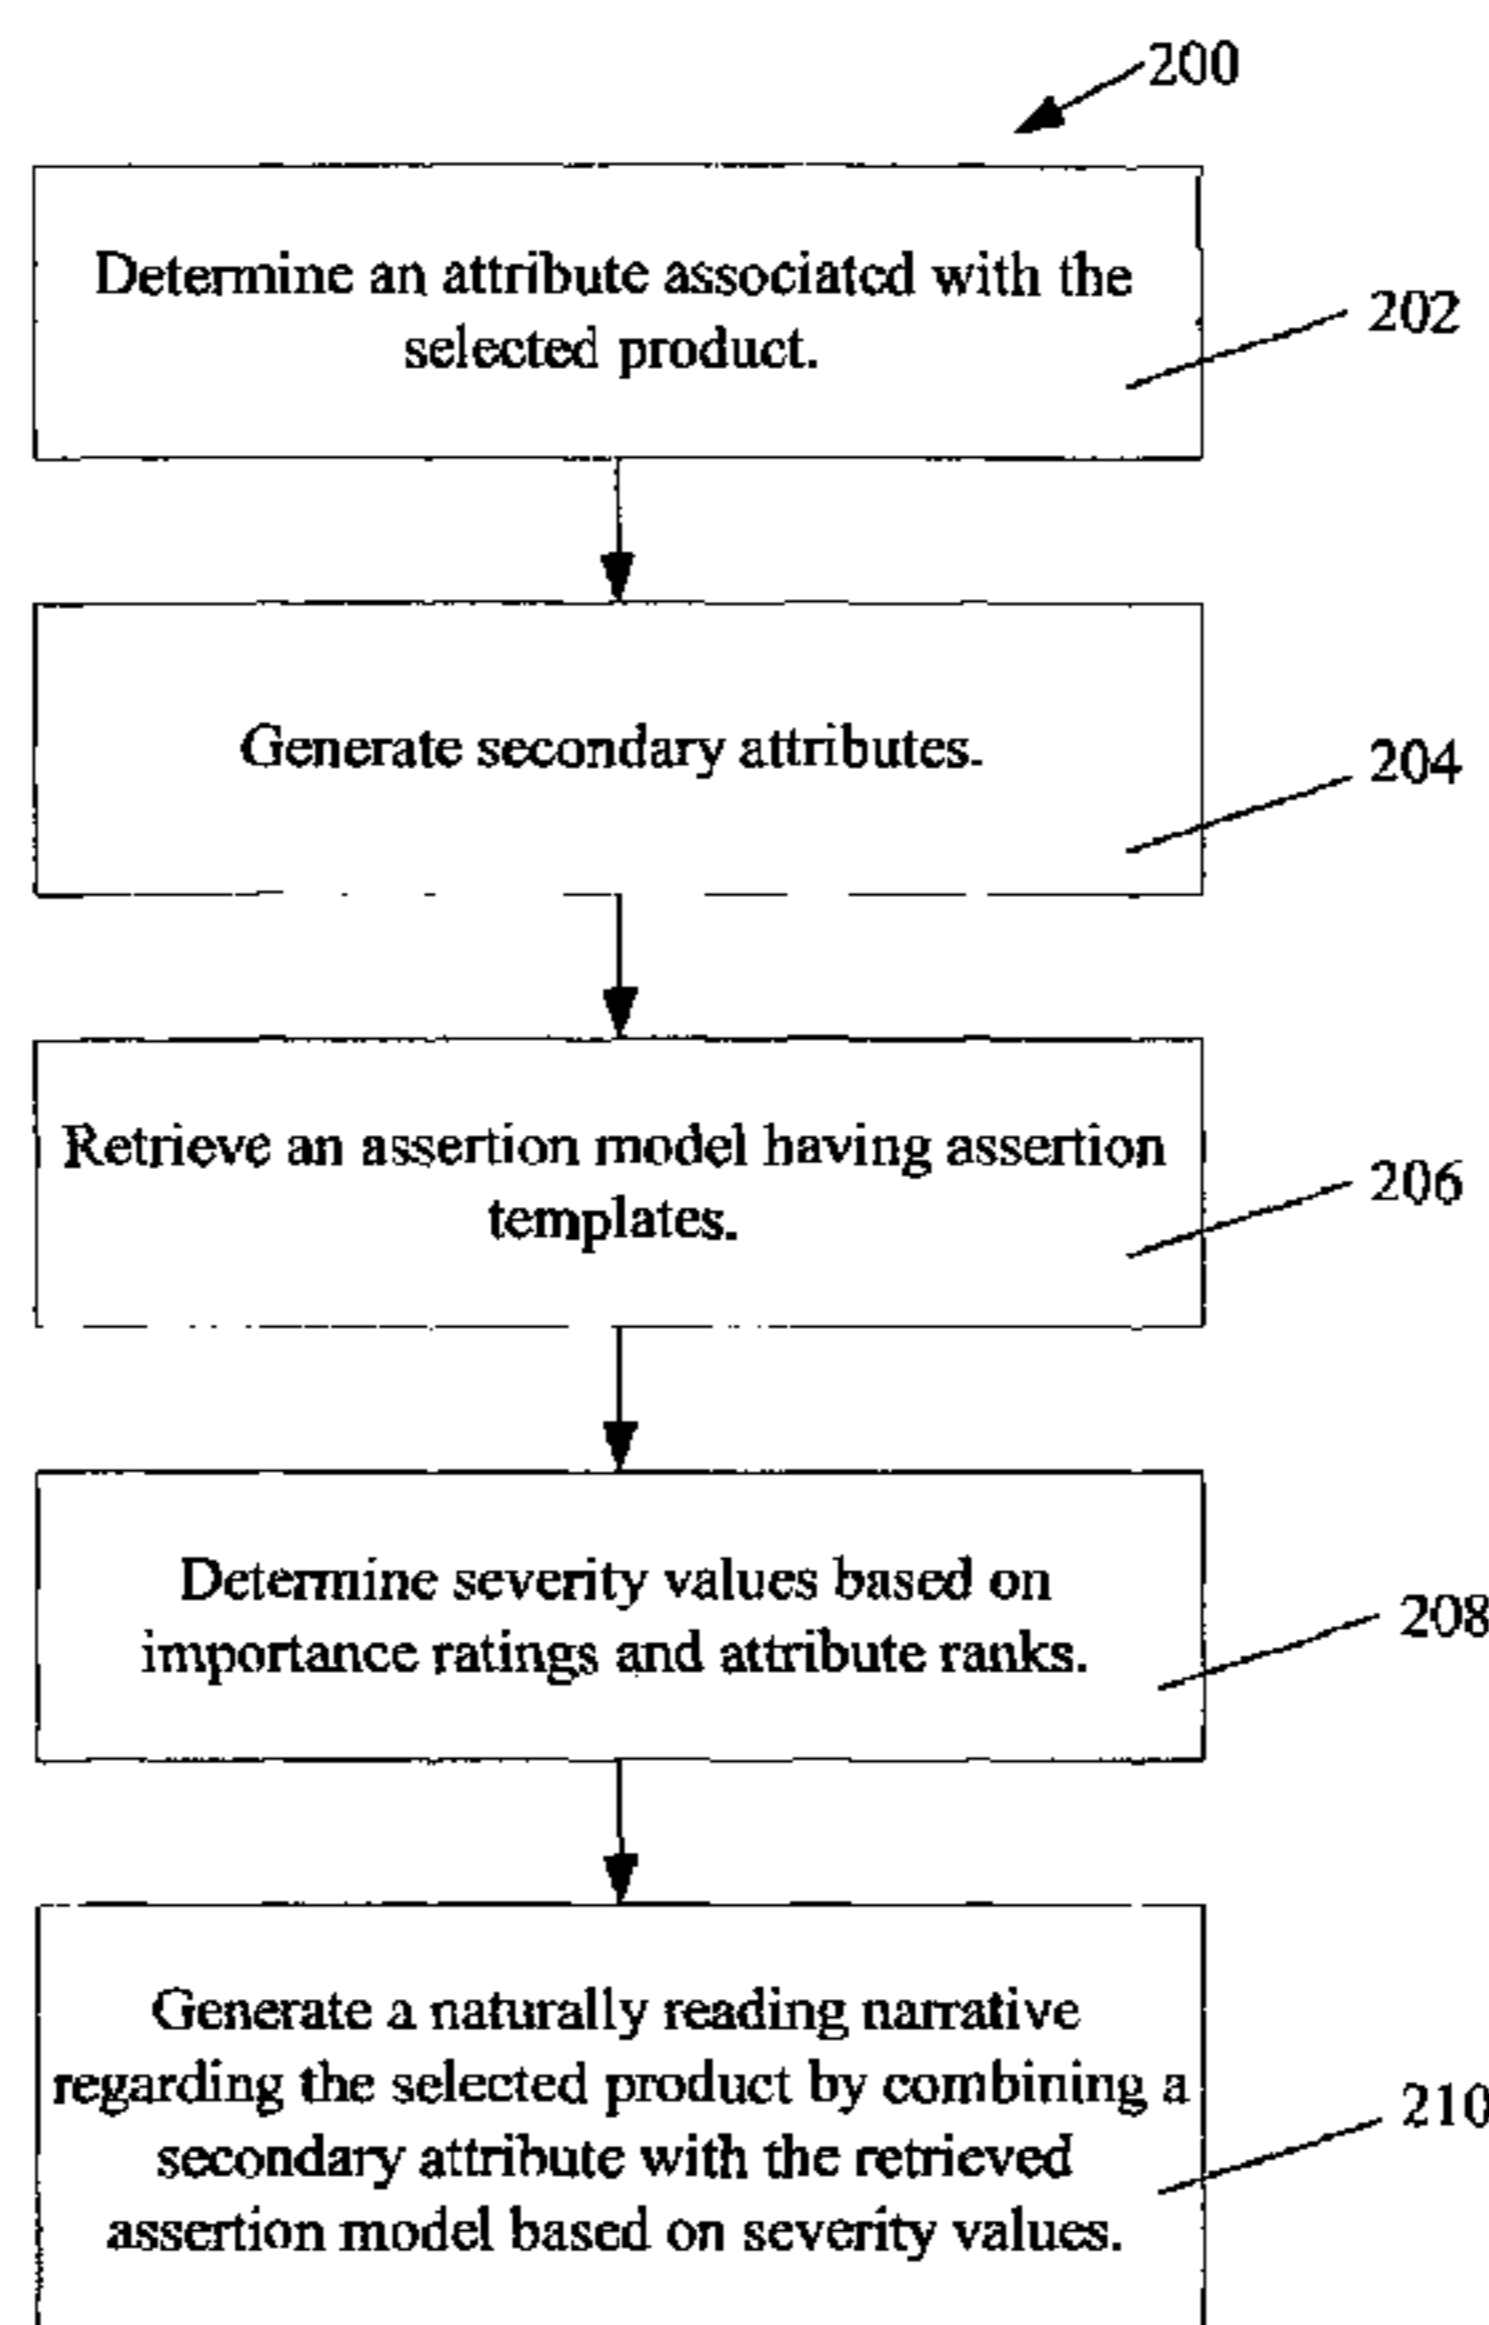 200
Determine an attribute associated with the
selected product.
202
Generate secondary attributes.
204
Retrieve an assertion model having assertion
templates.
206
Determine severity values based on
importance ratings and attribute ranks.
208
Generate a naturally reading narrative
regarding the selected product by combining a
secondary attribute with the retrieved
assertion model based on severity values.
210